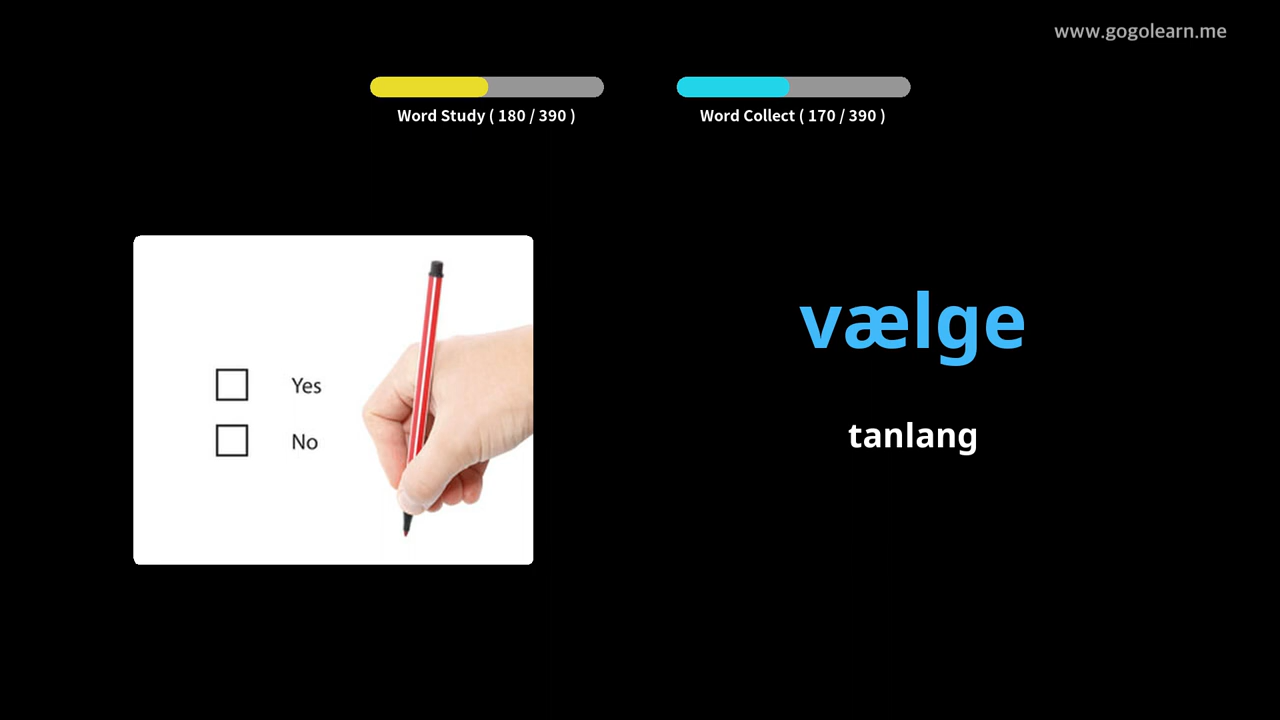 www.gogolearn.me
Word Study ( 180 / 390 )
Word Collect ( 170 / 390 )
Yes
No
vælge
tanlang